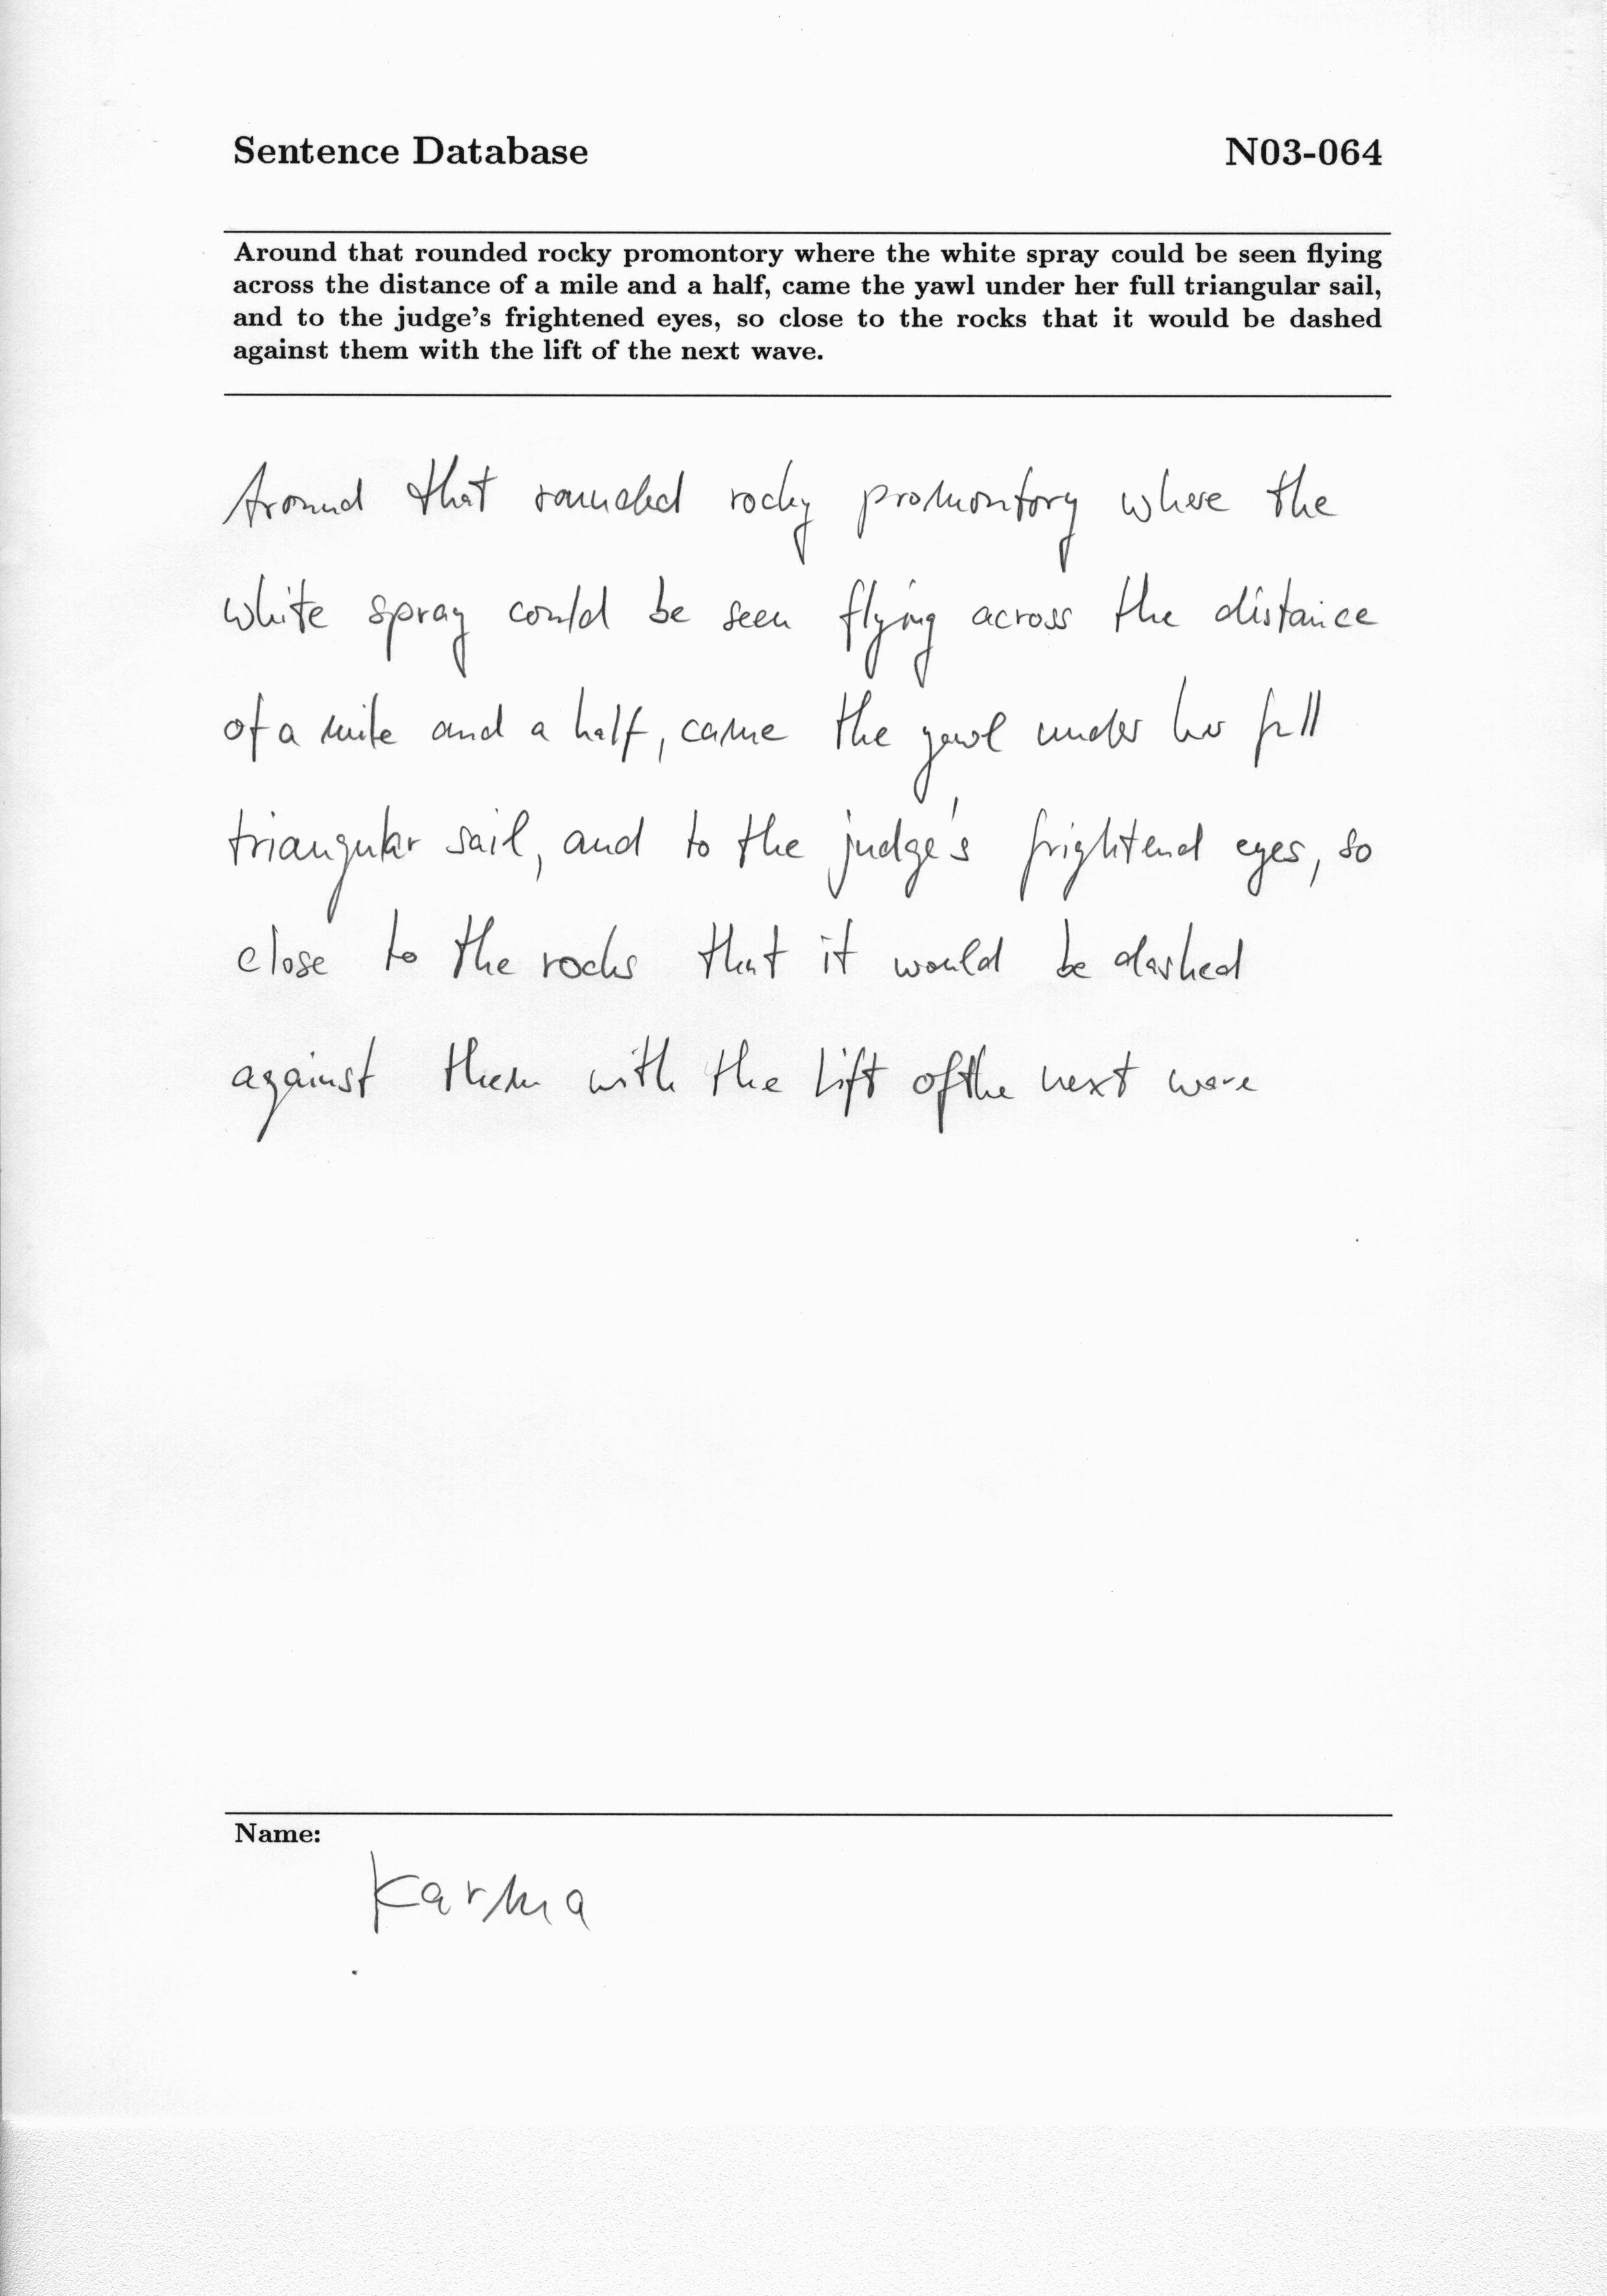 Sentence Database N03-064
Around that rounded rocky promontory where the white spray could be seen flying
across the distance of a mile and a half, came the yawl under her full triangular sail,
and to the judge's frightened eyes, so close to the rocks that it would be dashed
against them with the lift of the next wave.
Around that rounded rocky promontory where the
white spray could be seen flying across the distance
of a mile and a half, came the yawl under her full
triangular sail, and to the judge's frightend eyes, so
close to the rocks that it would be dashed
against them with the lift of the next wave
Name:
Karma